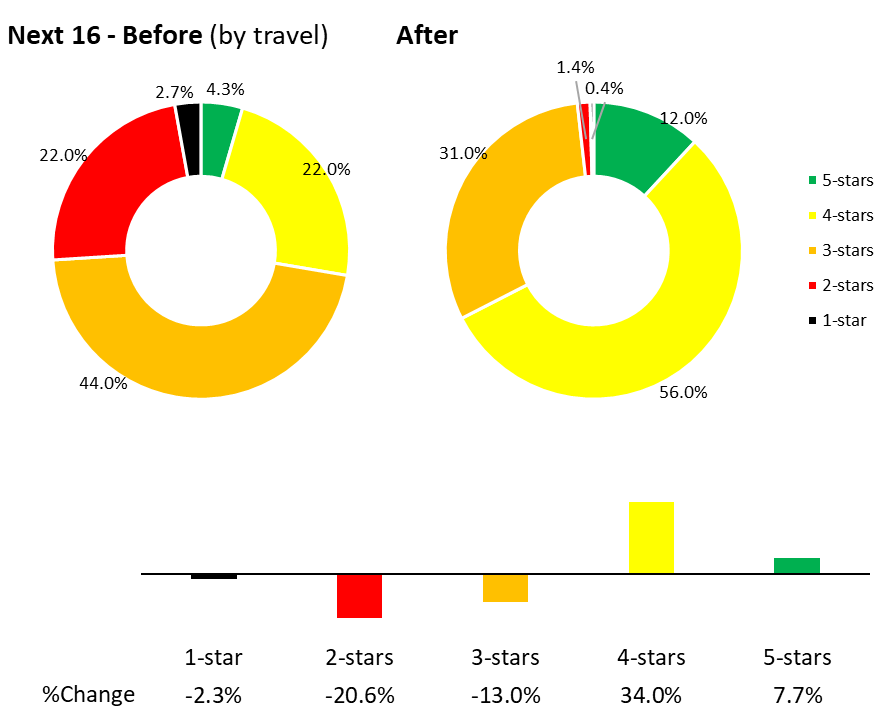 Next 16 - Before (by travel)
After
2.7%
4.3%
22.0%
22.0%
44.0%
1.4%
0.4%
12.0%
31.0%
56.0%
5-stars
4-stars
3-stars
2-stars
1-star
1-star 2-stars 3-stars 4-stars 5-stars
%Change -2.3% -20.6% -13.0% 34.0% 7.7%